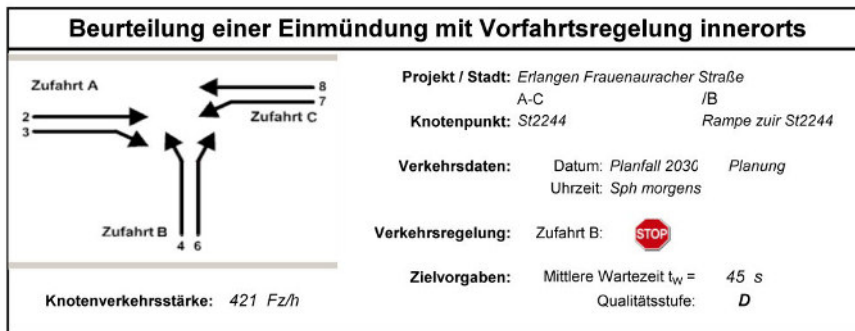 Beurteilung einer Einmündung mit Vorfahrtsregelung innerorts
Zufahrt A
8
7
Zufahrt C
2
3
Zufahrt B
4 6
Knotenverkehrsstärke: 421 Fz/h
Projekt / Stadt: Erlangen Frauenauracher Straße
A-C /B
Knotenpunkt: St2244 Rampe zuir St2244
Verkehrsdaten: Datum: Planfall 2030 Planung
Uhrzeit: Sph morgens
Verkehrsregelung: Zufahrt B: STOP
Zielvorgaben: Mittlere Wartezeit tw = 45 s
Qualitätsstufe: D